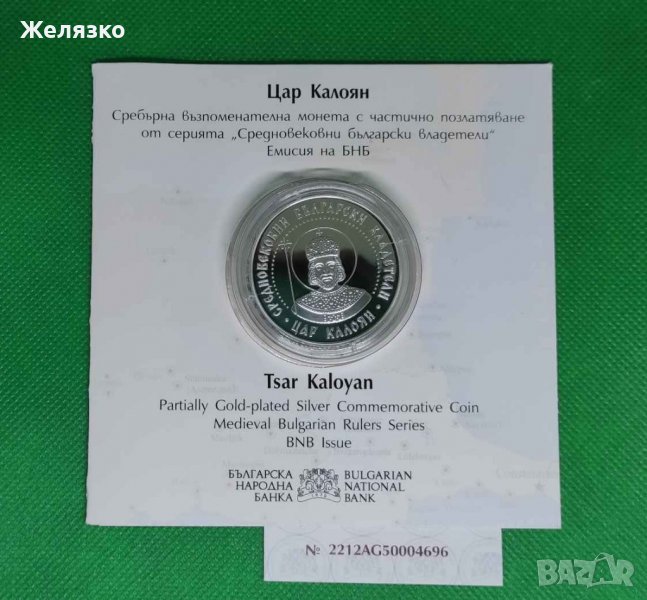 Желязко
Цар Калоян
Сребърна възпоменателна монета с частично позлатяване
от серията „Средновековни български владетели“
Емисия на БНБ
СРЕДНОВЕКОВНИ БЪЛГАРСКИ ВЛАДЕТЕЛИ
• ЦАР КАЛОЯН •
Tsar Kaloyan
Partially Gold-plated Silver Commemorative Coin
Medieval Bulgarian Rulers Series
BNB Issue
БЪЛГАРСКА НАРОДНА БАНКА
BULGARIAN NATIONAL BANK
№ 2212AG50004696
BAZAR